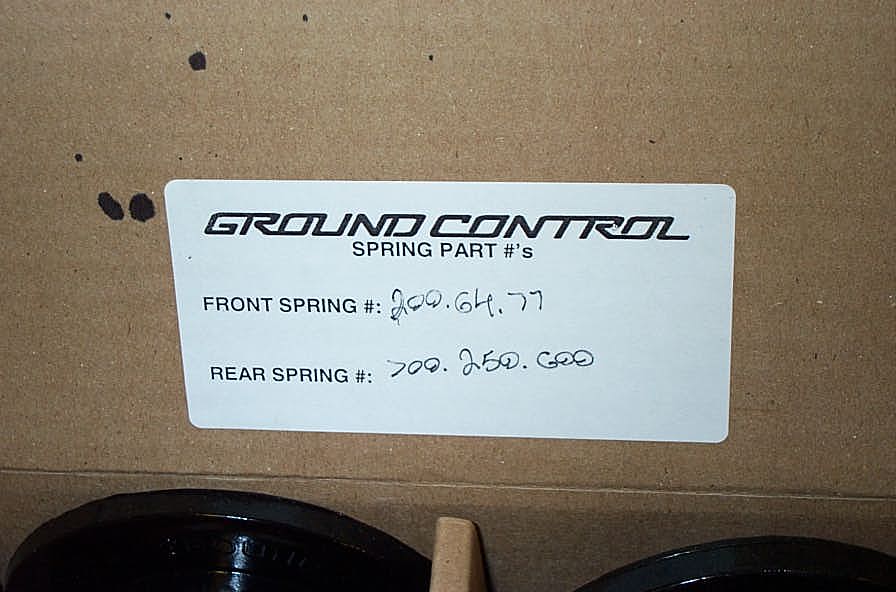 GROUND CONTROL
SPRING PART #'s
FRONT SPRING #: 200.64.77
REAR SPRING #: 700.250.600